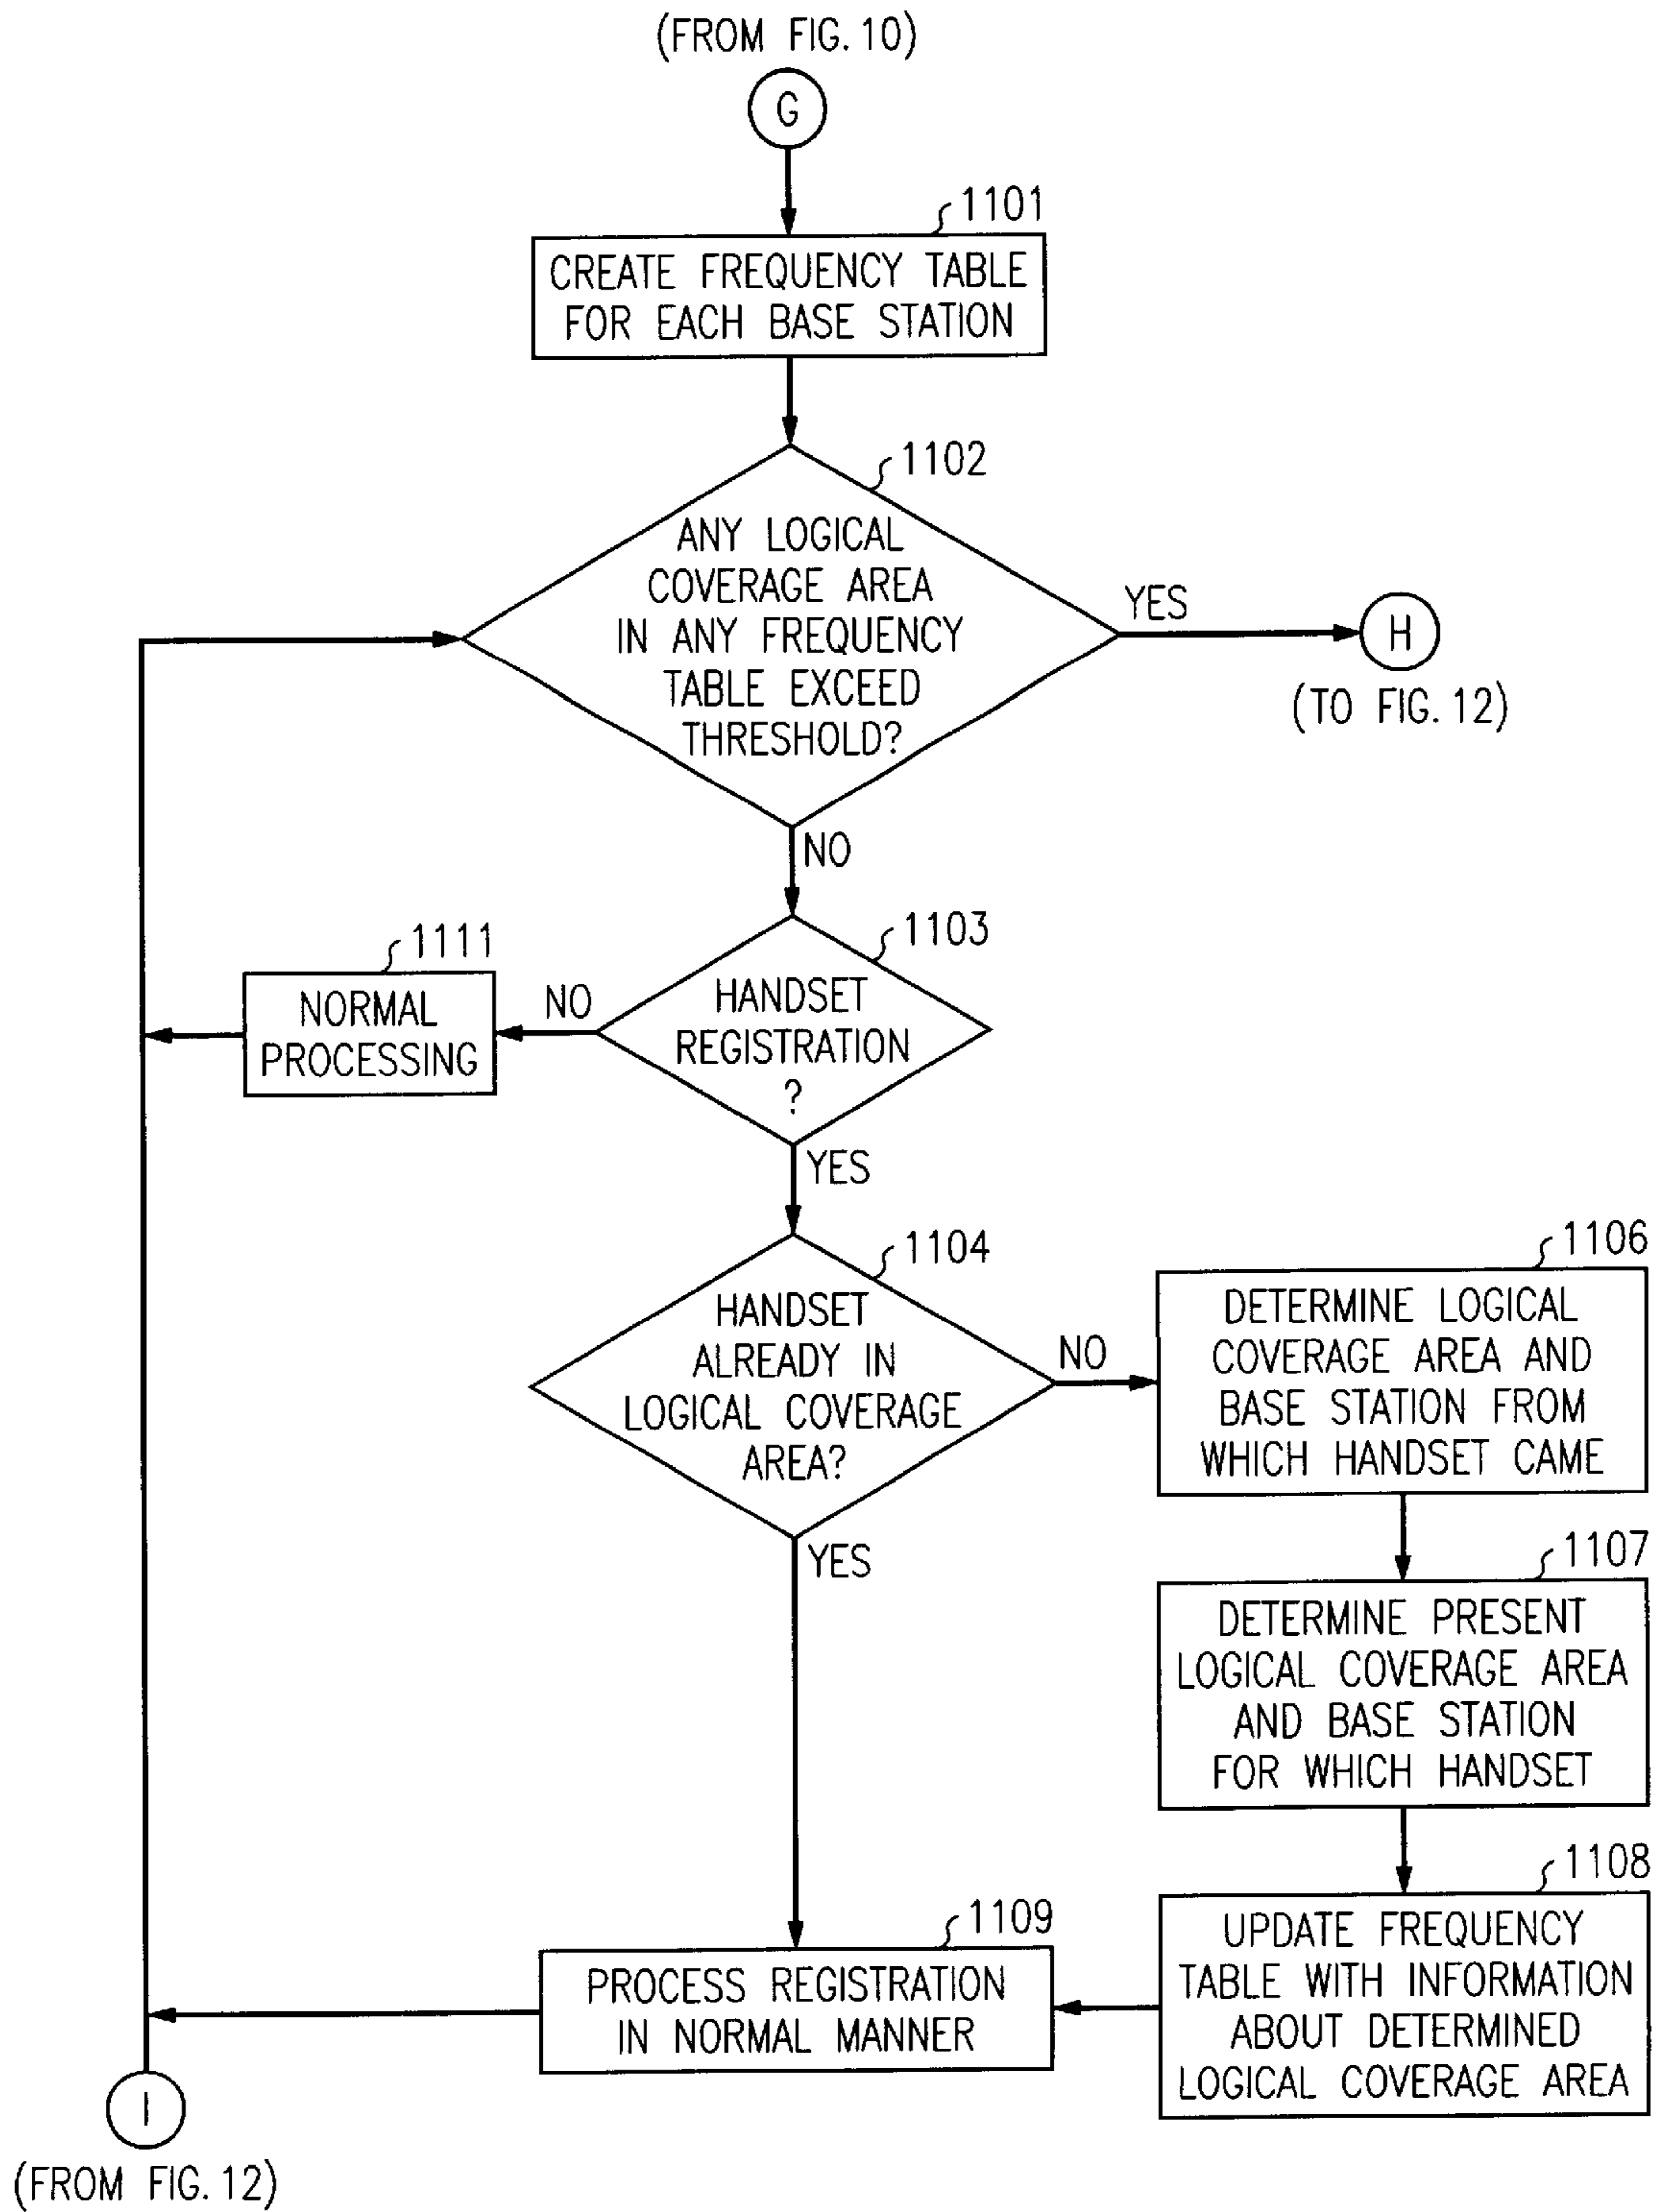 (FROM FIG. 10)
G
1101
CREATE FREQUENCY TABLE
FOR EACH BASE STATION
1102
ANY LOGICAL
COVERAGE AREA
IN ANY FREQUENCY
TABLE EXCEED
THRESHOLD?
YES
H
(TO FIG. 12)
NO
1103
HANDSET
REGISTRATION
?
NO
1111
NORMAL
PROCESSING
YES
1104
HANDSET
ALREADY IN
LOGICAL COVERAGE
AREA?
NO
1106
DETERMINE LOGICAL
COVERAGE AREA AND
BASE STATION FROM
WHICH HANDSET CAME
YES
1107
DETERMINE PRESENT
LOGICAL COVERAGE AREA
AND BASE STATION
FOR WHICH HANDSET
1108
UPDATE FREQUENCY
TABLE WITH INFORMATION
ABOUT DETERMINED
LOGICAL COVERAGE AREA
1109
PROCESS REGISTRATION
IN NORMAL MANNER
I
(FROM FIG. 12)